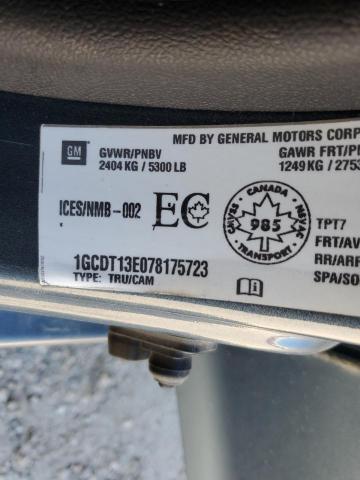 GM
MFD BY GENERAL MOTORS CORP
GVWR/PNBV
GAWR FRT/
2404 KG / 5300 LB
1249 KG / 2753
ICES/NMB-002
EC
CANADA
985
TRANSPORT
TPT7
FRT/AV
RR/ARR
SPA/SO
1GCDT13E078175723
TYPE: TRU/CAM